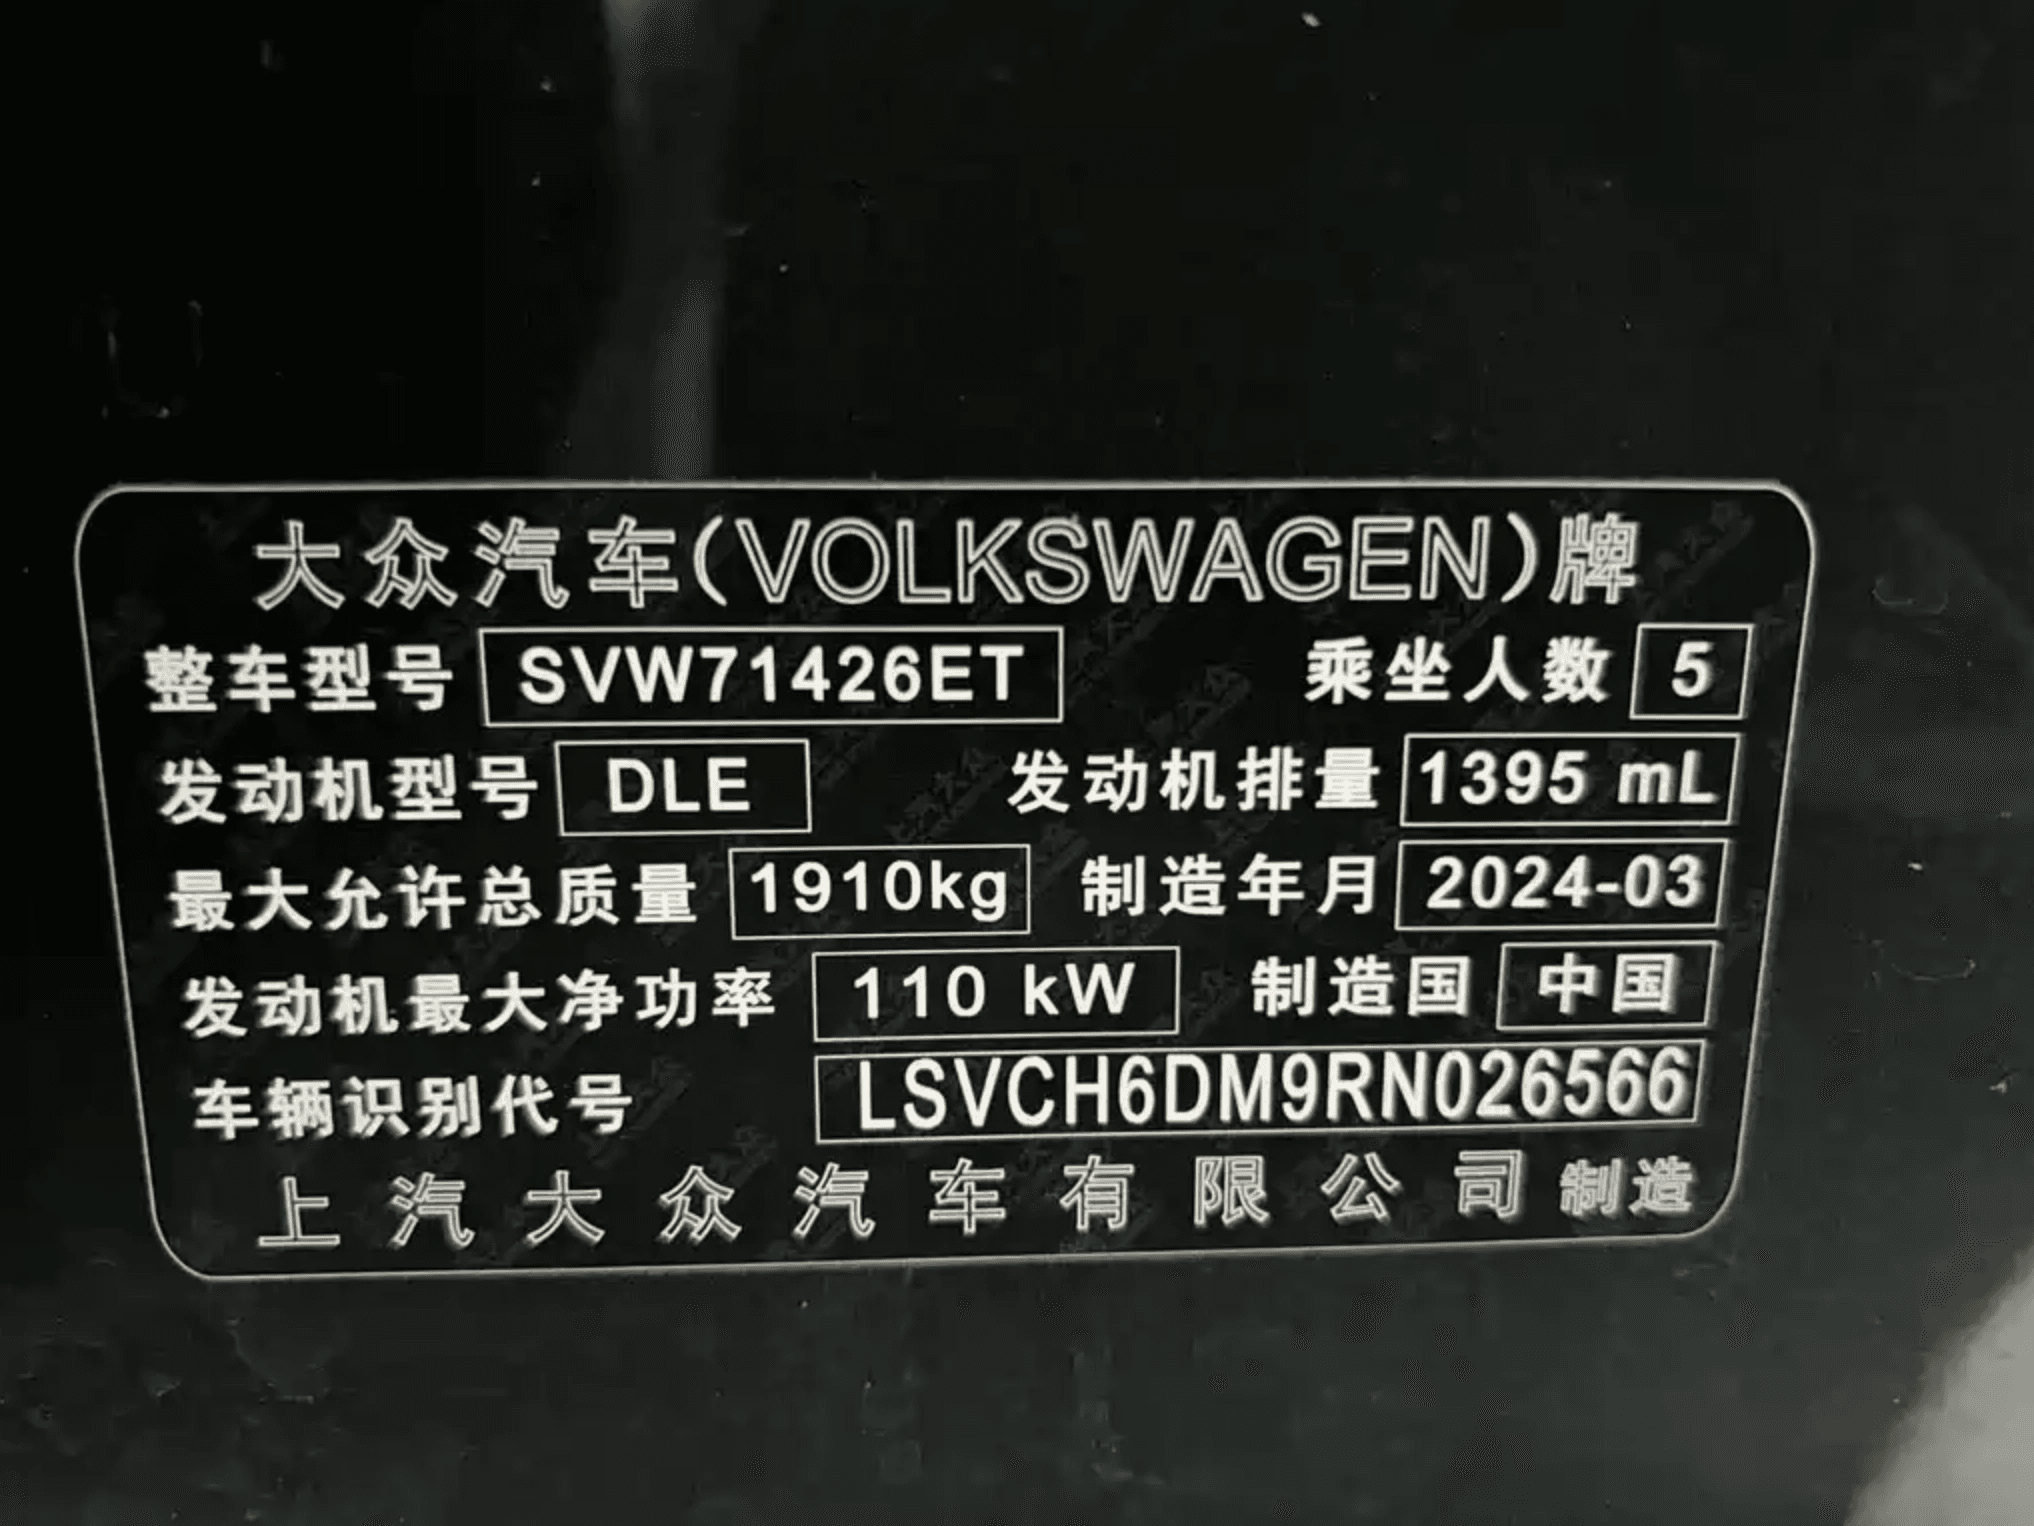 大众汽车(VOLKSWAGEN)牌
整车型号 SVW71426ET 乘坐人数 5
发动机型号 DLE 发动机排量 1395 mL
最大允许总质量 1910kg 制造年月 2024-03
发动机最大净功率 110 kW 制造国 中国
车辆识别代号 LSVCH6DM9RN026566
上汽大众汽车有限公司制造